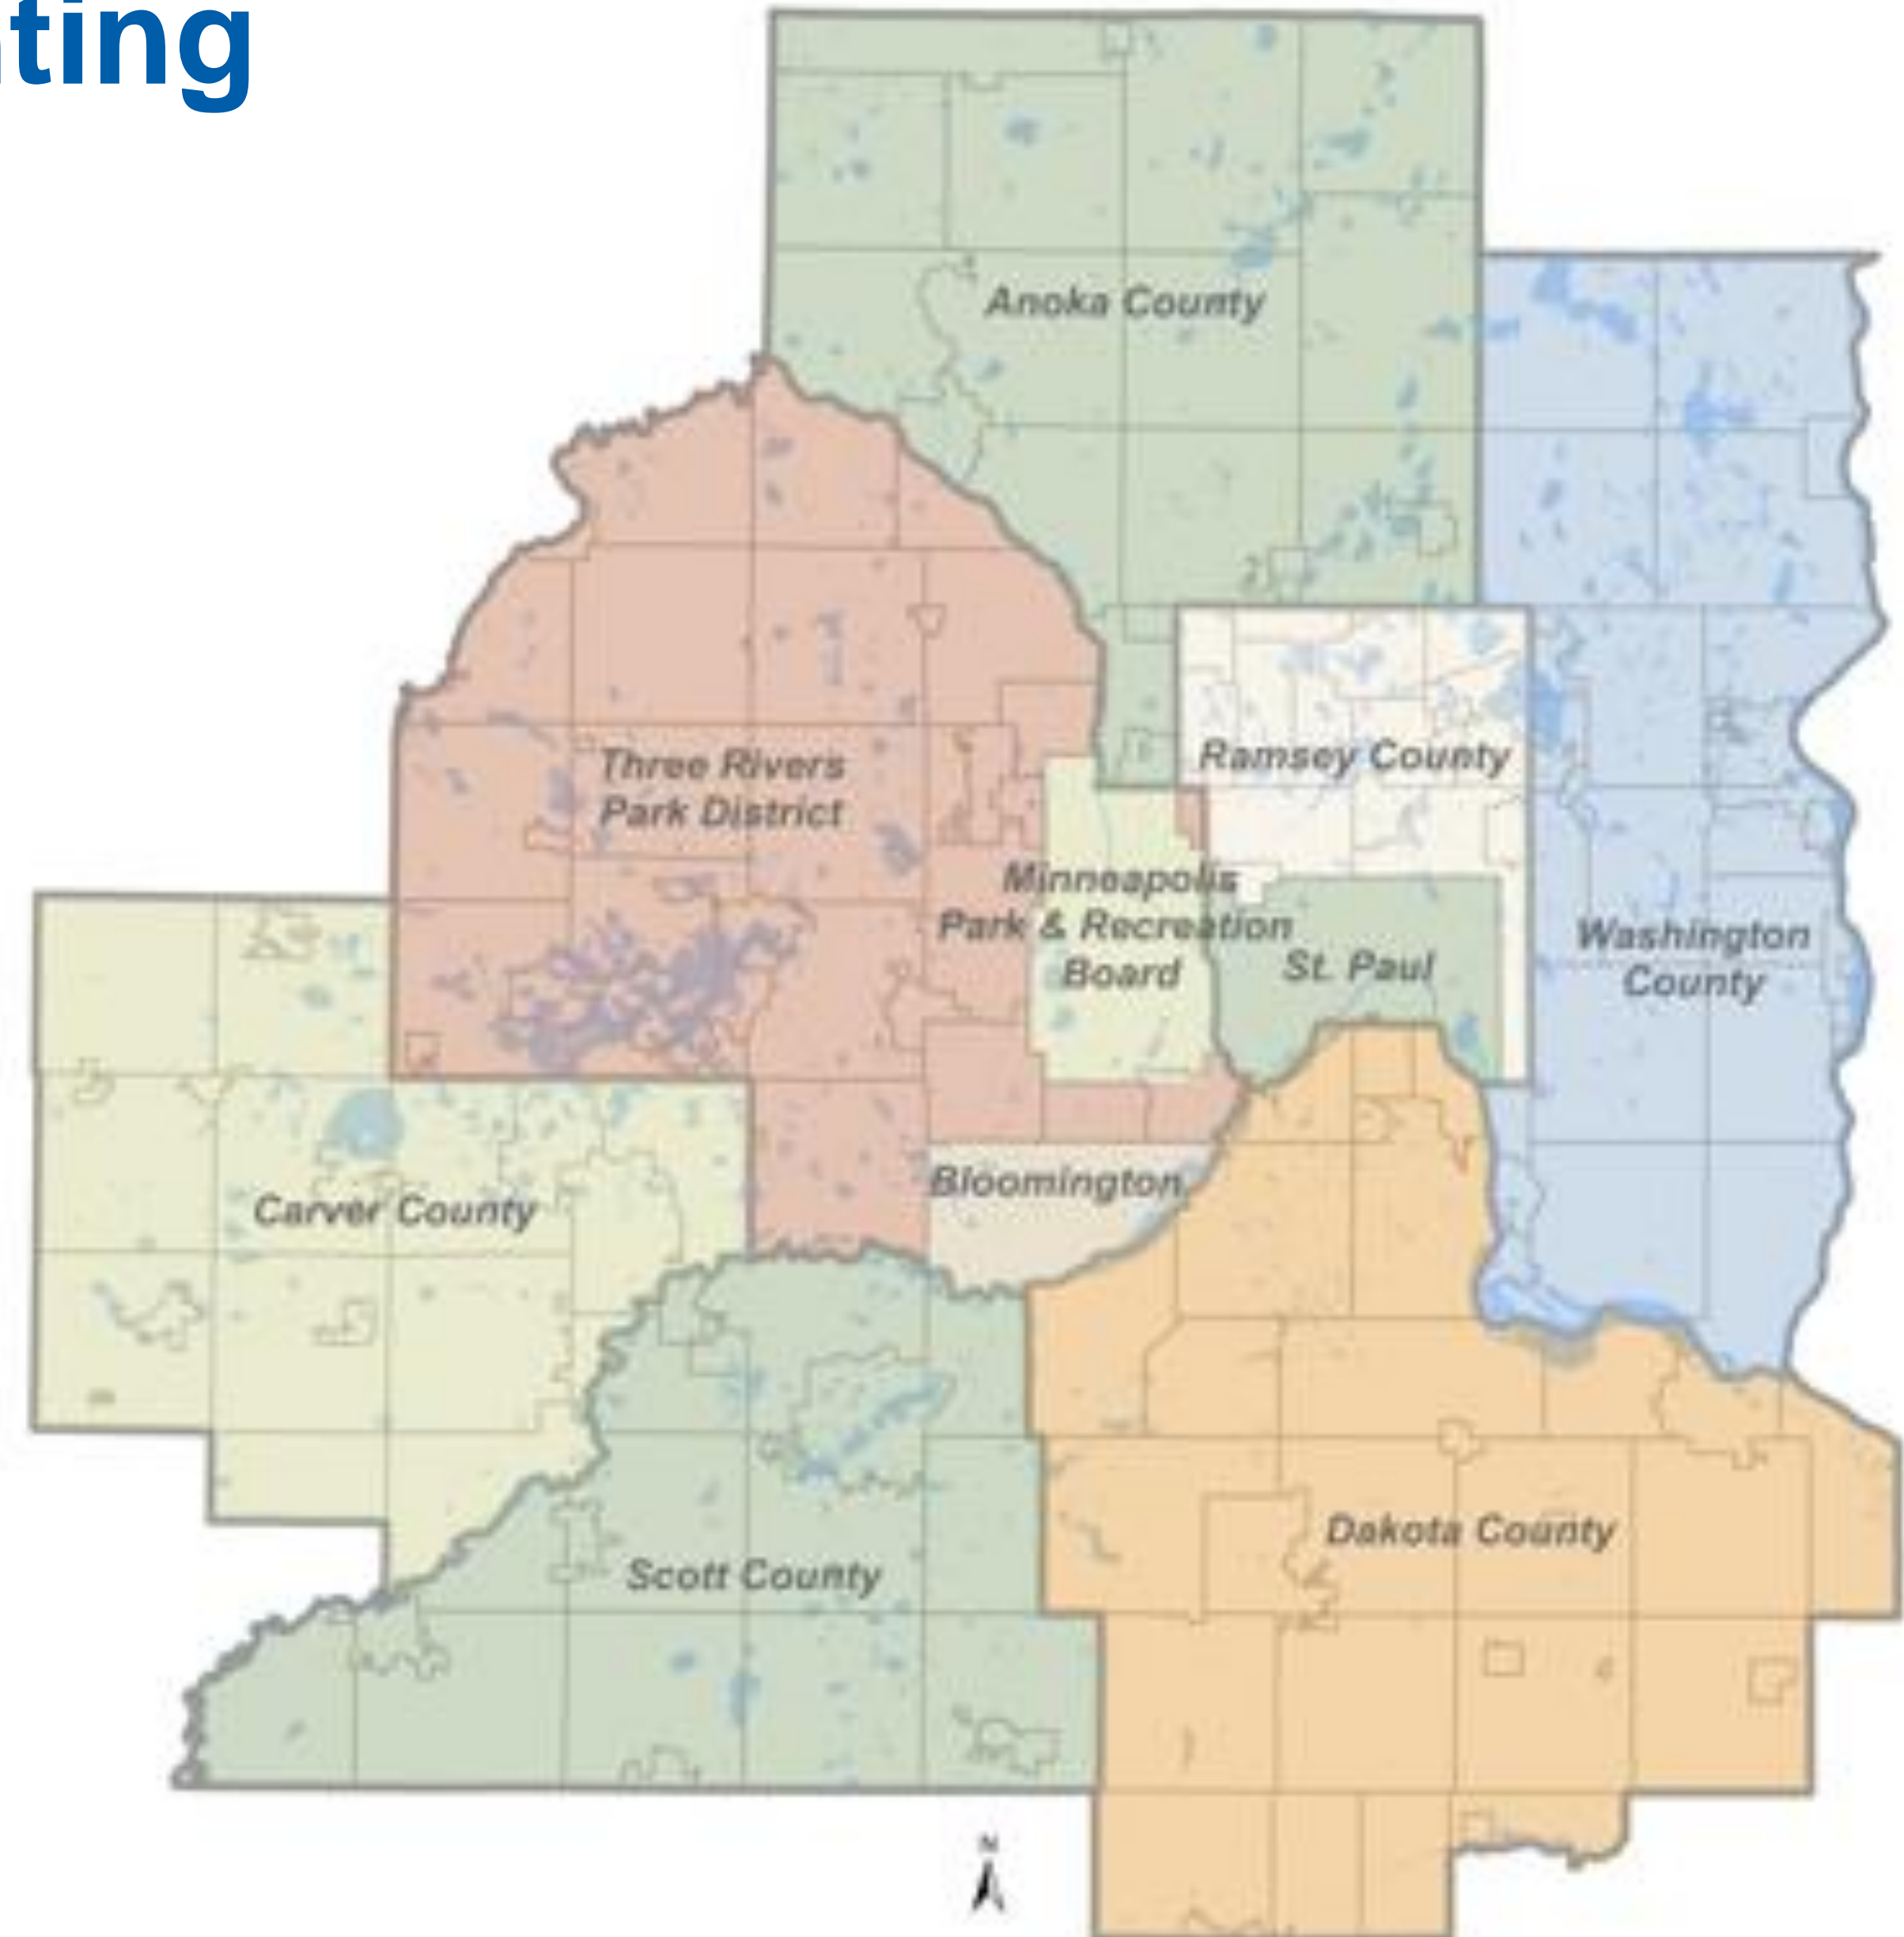 ting
Anoka County
Three Rivers
Park District
Ramsey County
Minneapolis
Park & Recreation
Board
St. Paul
Washington
County
Bloomington
Carver County
Scott County
Dakota County
N